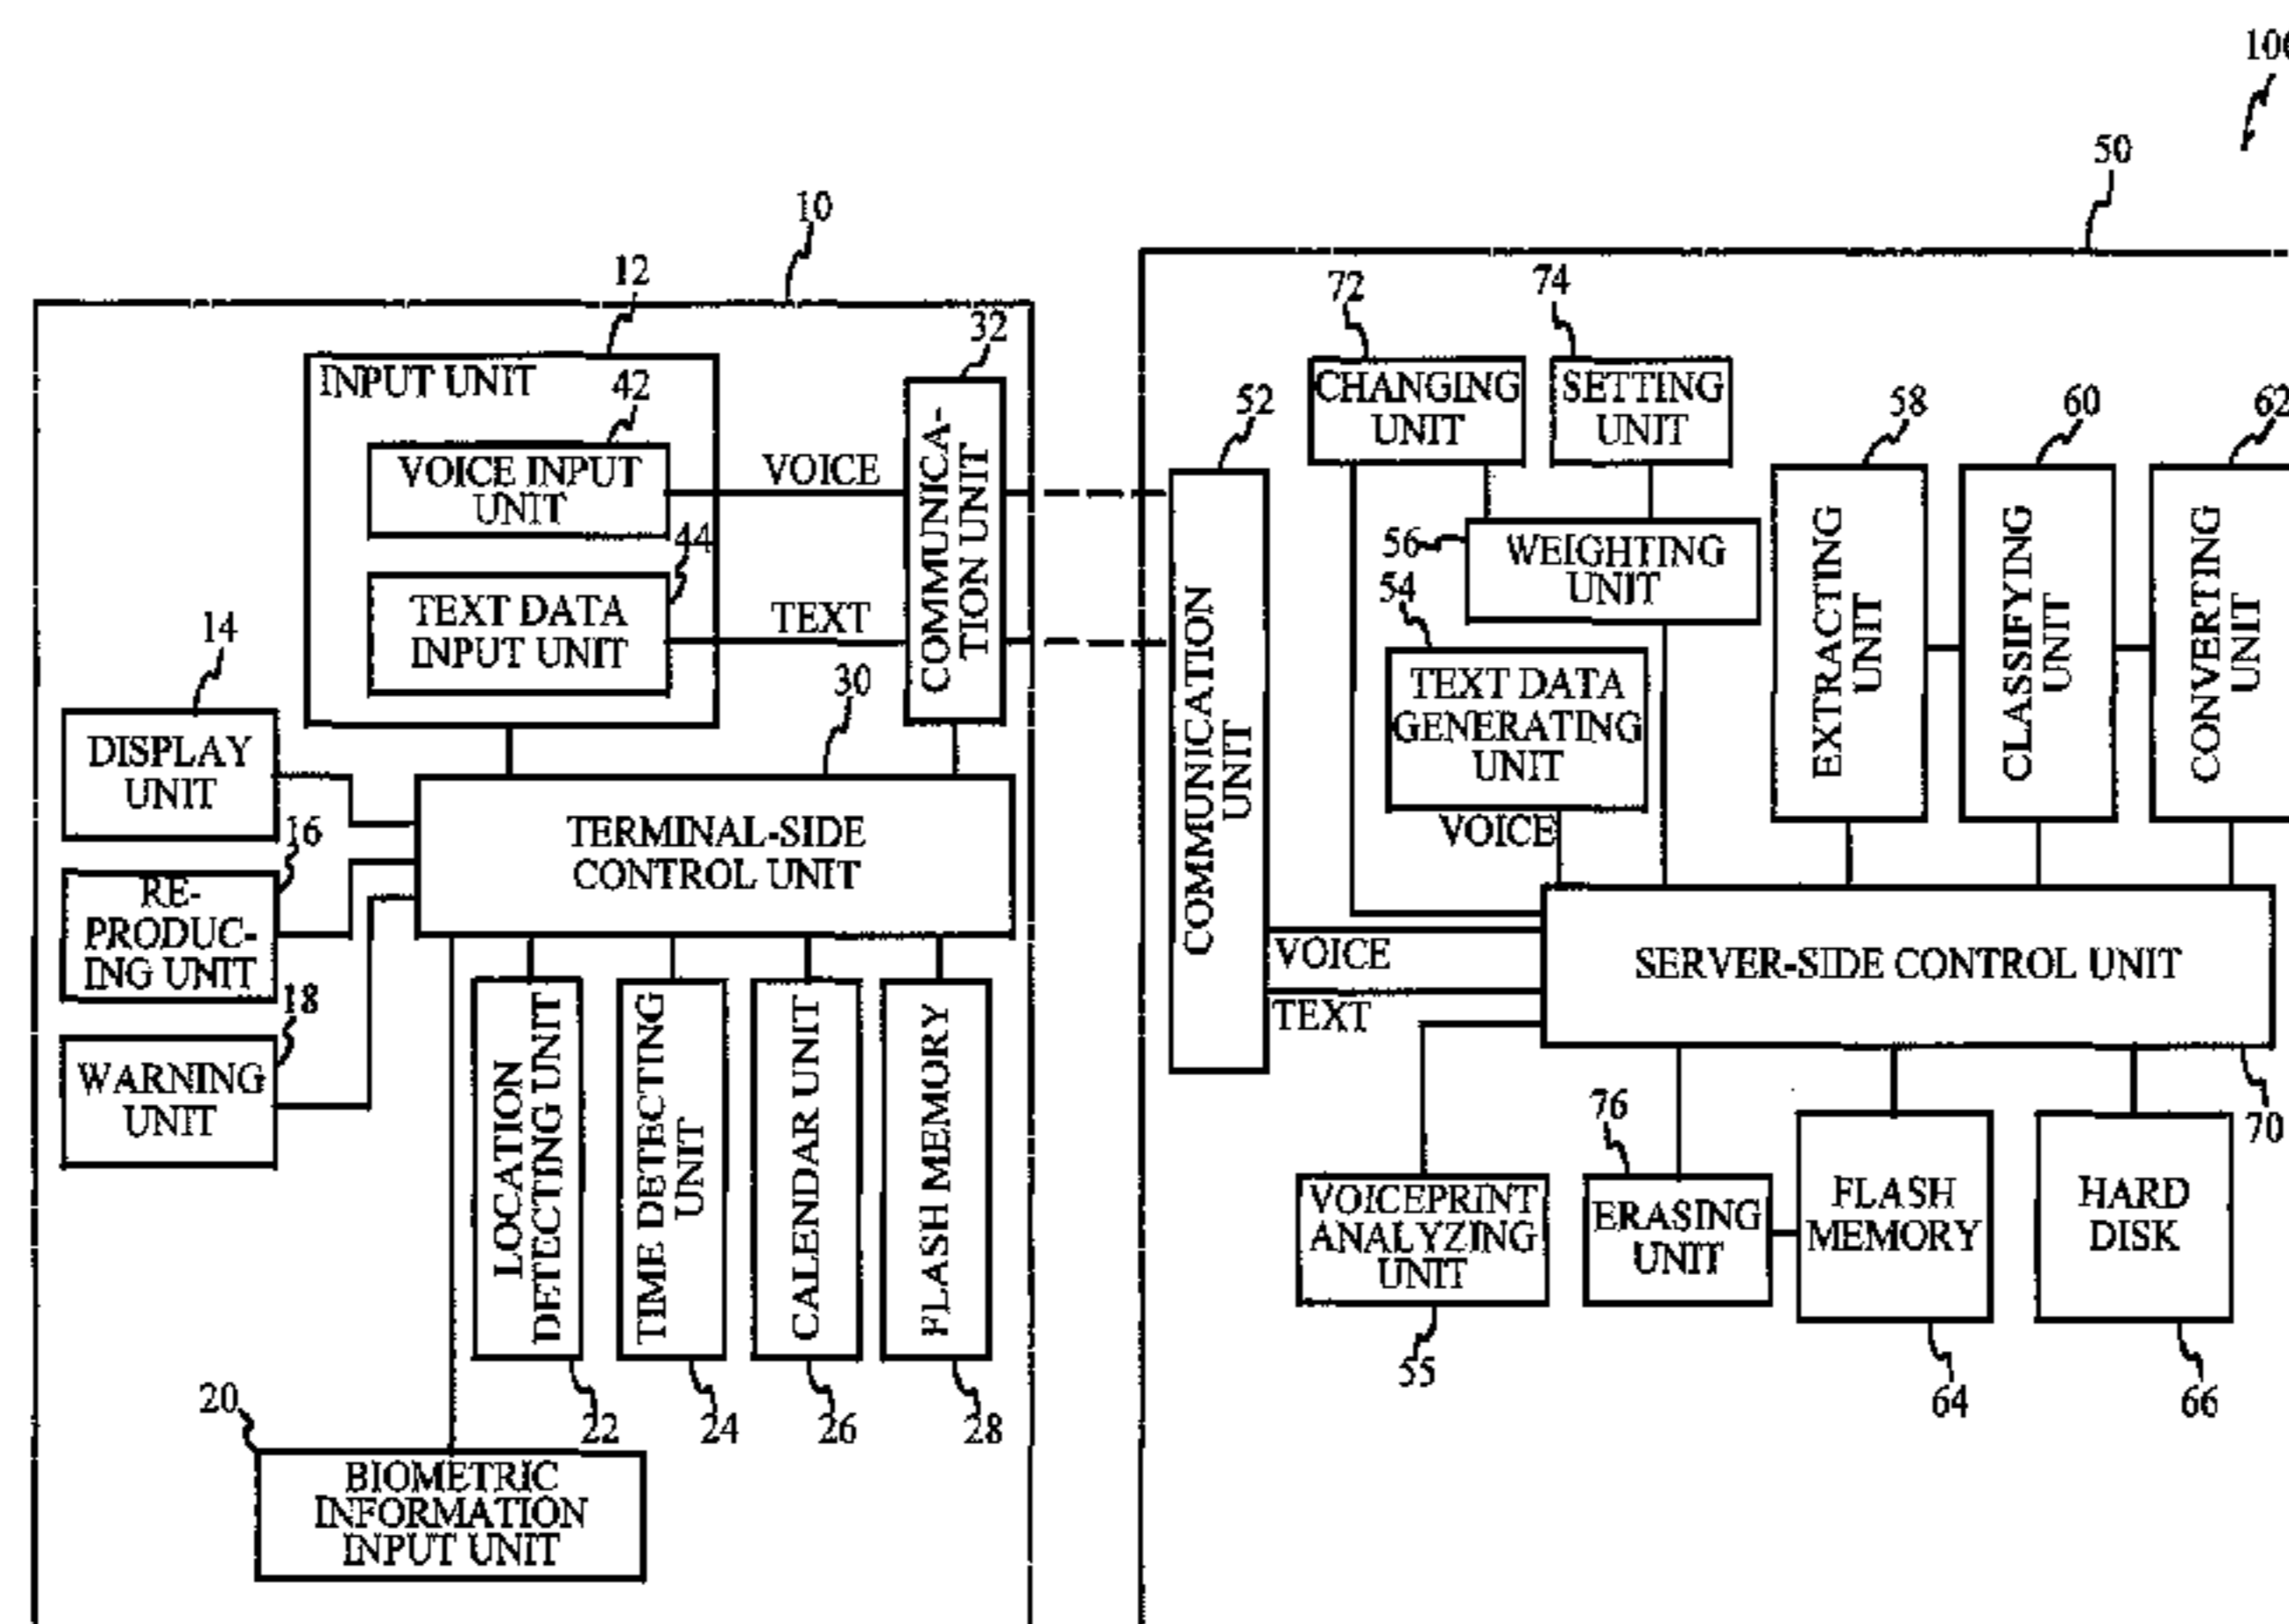 100
50
10
12
INPUT UNIT
42
VOICE INPUT
UNIT
44
TEXT DATA
INPUT UNIT
VOICE
TEXT
32
COMMUNICA-
TION UNIT
14
DISPLAY
UNIT
16
RE-
PRODUC-
ING UNIT
18
WARNING
UNIT
30
TERMINAL-SIDE
CONTROL UNIT
LOCATION
DETECTING UNIT
22
TIME DETECTING
UNIT
24
CALENDAR UNIT
26
FLASH MEMORY
28
20
BIOMETRIC
INFORMATION
INPUT UNIT
52
COMMUNICATION
UNIT
72
CHANGING
UNIT
74
SETTING
UNIT
56
WEIGHTING
UNIT
54
TEXT DATA
GENERATING
UNIT
VOICE
58
EXTRACTING
UNIT
60
CLASSIFYING
UNIT
62
CONVERTING
UNIT
VOICE
TEXT
SERVER-SIDE CONTROL UNIT
70
VOICEPRINT
ANALYZING
UNIT
55
76
ERASING
UNIT
FLASH
MEMORY
64
HARD
DISK
66